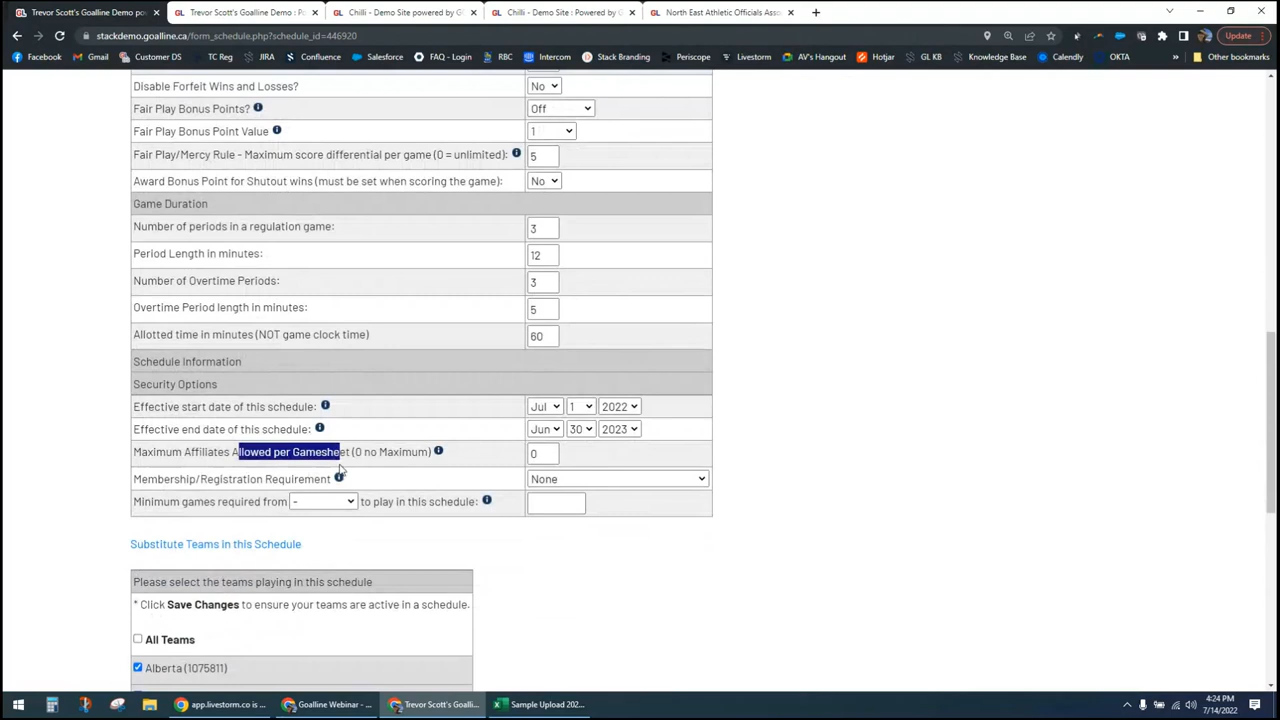 Trevor Scott's Goalline Demo pow
Trevor Scott's Goalline Demo : Po
Chilli - Demo Site powered by G
Chilli - Demo Site : Powered by G
North East Athletic Officials Asso
stackdemo.goalline.ca/form_schedule.php?schedule_id=446920
Update
Facebook
Gmail
Customer DS
TC Reg
JIRA
Confluence
FAQ - Login
RBC
Intercom
Stack Branding
Periscope
Salesforce
Livestorm
AV's Hangout
Hotjar
GL KB
Knowledge Base
Calendly
OKTA
Other bookmarks
Disable Forfeit Wins and Losses? No
Fair Play Bonus Points? Off
Fair Play Bonus Point Value 1
Fair Play/Mercy Rule - Maximum score differential per game (0 = unlimited): 5
Award Bonus Point for Shutout wins (must be set when scoring the game): No
Game Duration
Number of periods in a regulation game: 3
Period Length in minutes: 12
Number of Overtime Periods: 3
Overtime Period length in minutes: 5
Allotted time in minutes (NOT game clock time) 60
Schedule Information
Security Options
Effective start date of this schedule: Jul 1 2022
Effective end date of this schedule: Jun 30 2023
Maximum Affiliates Allowed per Gamesheet (0 no Maximum) 0
Membership/Registration Requirement None
Minimum games required from - to play in this schedule:
Substitute Teams in this Schedule
Please select the teams playing in this schedule
* Click Save Changes to ensure your teams are active in a schedule.
All Teams
Alberta (1075811)
app.livestorm.co is ...
Goalline Webinar - ...
Trevor Scott's Goalli...
Sample Upload 202...
4:24 PM
7/14/2022